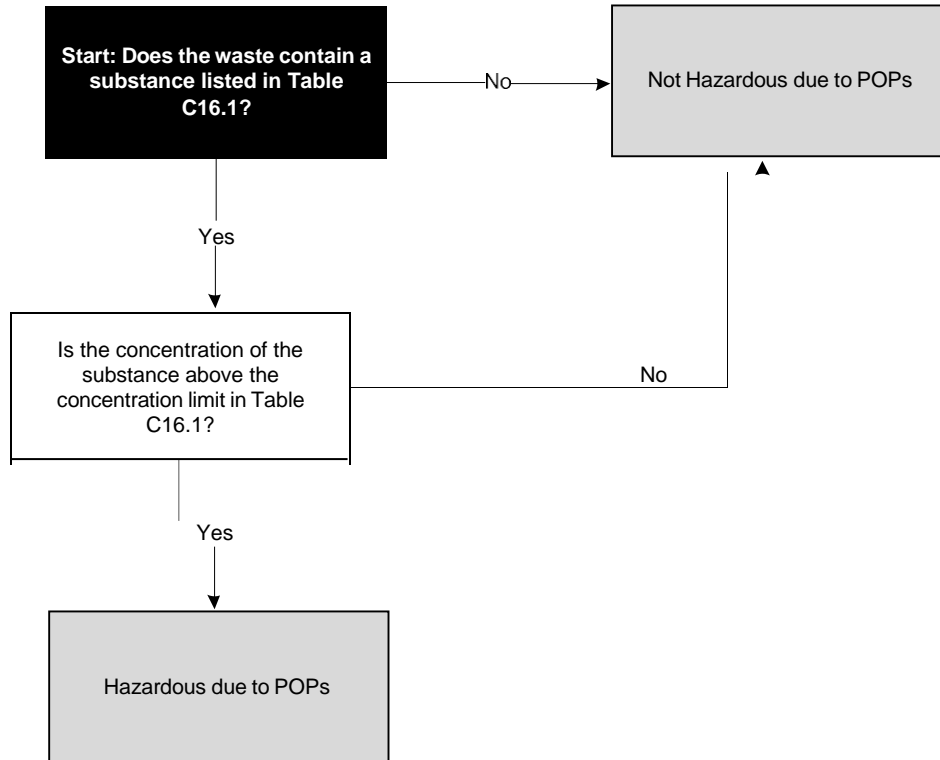 Start: Does the waste contain a
substance listed in Table
C16.1?
No
Not Hazardous due to POPs
Yes
Is the concentration of the
substance above the
concentration limit in Table
C16.1?
No
Yes
Hazardous due to POPs